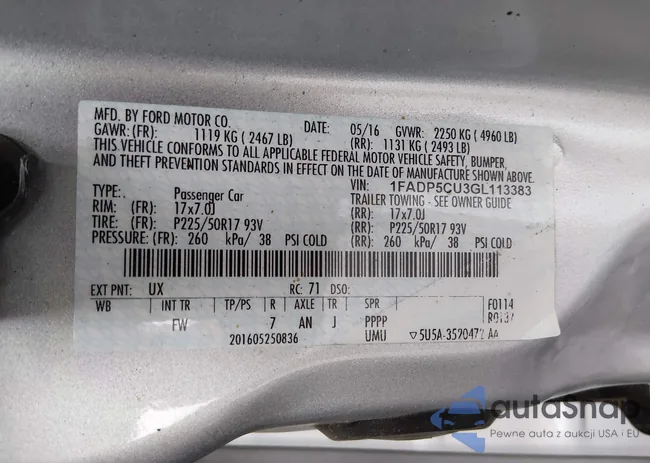 MFD. BY FORD MOTOR CO. DATE: 05/16 GVWR: 2250 KG ( 4960 LB)
GAWR: (FR): 1119 KG ( 2467 LB) (RR): 1131 KG ( 2493 LB)
THIS VEHICLE CONFORMS TO ALL APPLICABLE FEDERAL MOTOR VEHICLE SAFETY, BUMPER,
AND THEFT PREVENTION STANDARDS IN EFFECT ON THE DATE OF MANUFACTURE SHOWN ABOVE.
VIN: 1FADP5CU3GL113383
TYPE: Passenger Car TRAILER TOWING - SEE OWNER GUIDE
RIM: (FR): 17x7.0J (RR): 17x7.0J
TIRE: (FR): P225/50R17 93V (RR): P225/50R17 93V
PRESSURE: (FR): 260 kPa/ 38 PSI COLD (RR): 260 kPa/ 38 PSI COLD
EXT PNT: UX RC: 71 DSO:
WB INT TR TP/PS R AXLE TR SPR F0114
FW 7 AN J PPPP R0137
201605250836 UMU ▽5U5A-3520472 AA
autosnap
Pewne auta z aukcji USA i EU